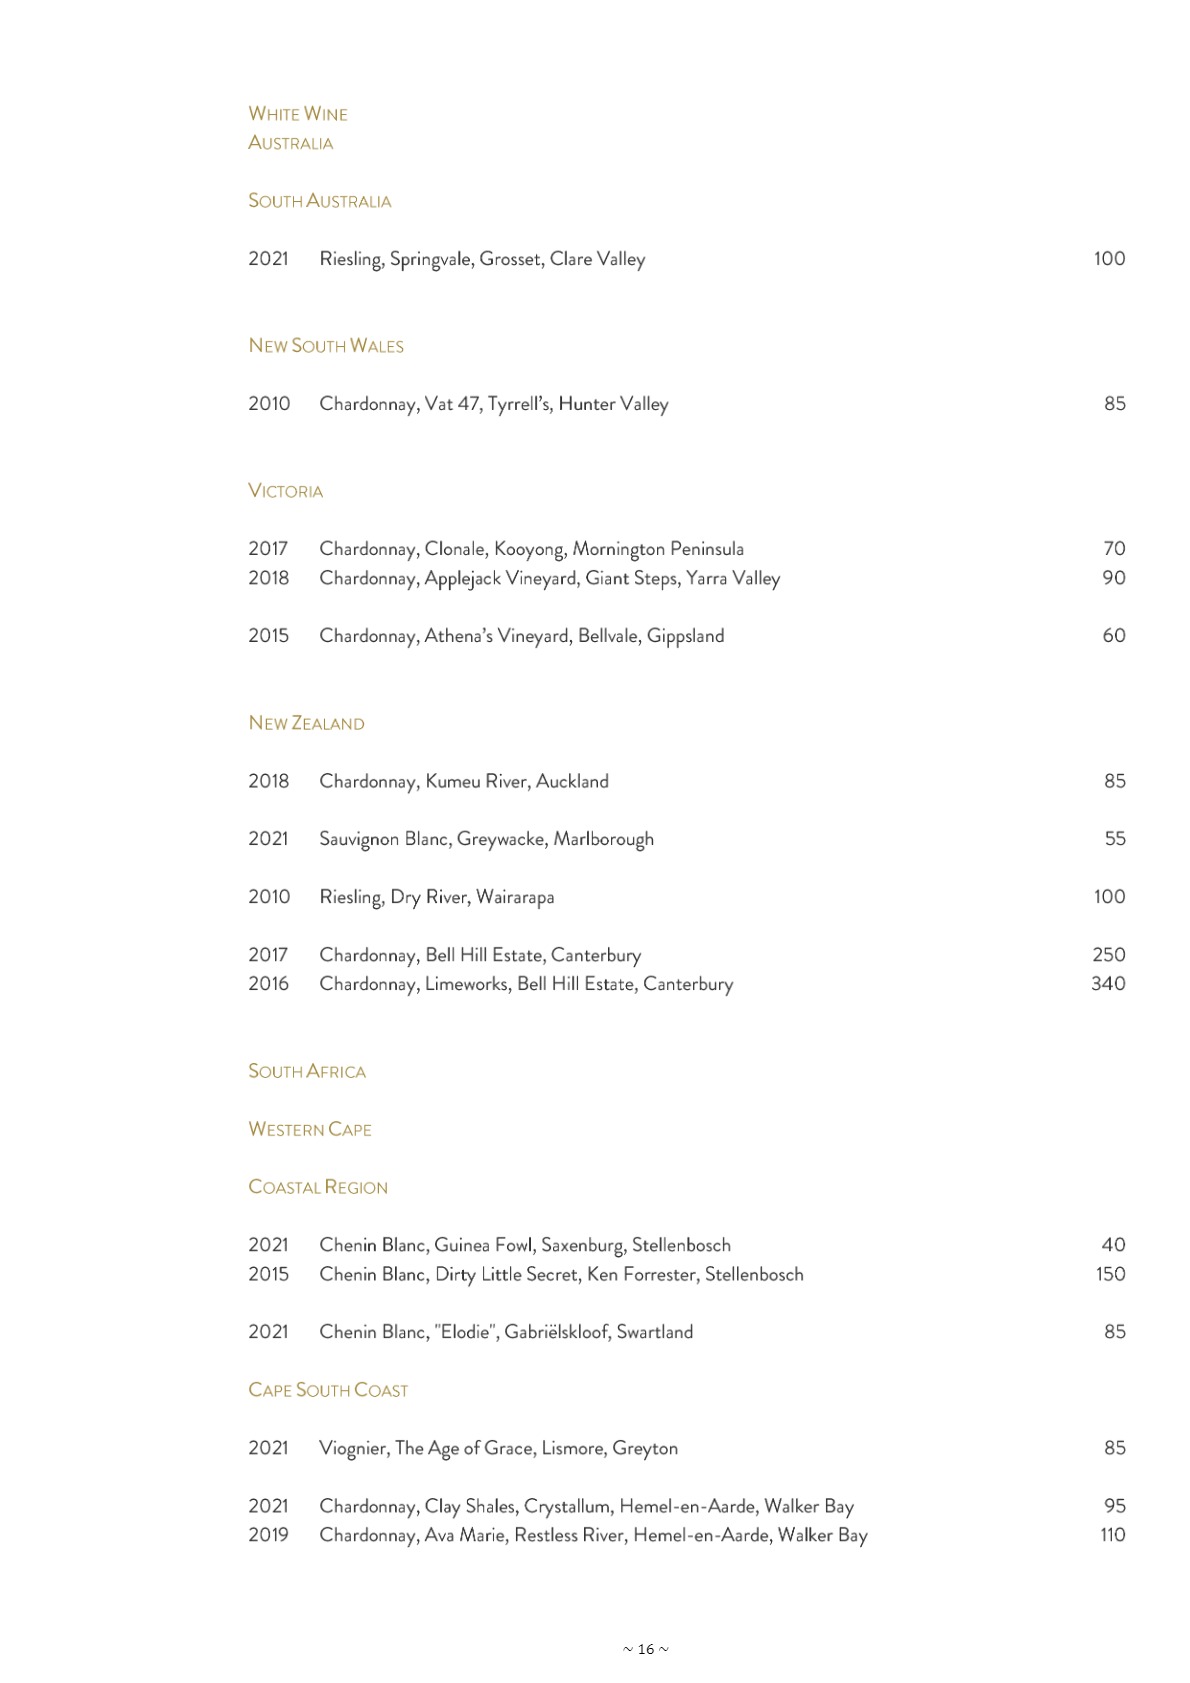 White Wine
Australia
South Australia
2021 Riesling, Springvale, Grosset, Clare Valley 100
New South Wales
2010 Chardonnay, Vat 47, Tyrrell’s, Hunter Valley 85
Victoria
2017 Chardonnay, Clonale, Kooyong, Mornington Peninsula 70
2018 Chardonnay, Applejack Vineyard, Giant Steps, Yarra Valley 90
2015 Chardonnay, Athena’s Vineyard, Bellvale, Gippsland 60
New Zealand
2018 Chardonnay, Kumeu River, Auckland 85
2021 Sauvignon Blanc, Greywacke, Marlborough 55
2010 Riesling, Dry River, Wairarapa 100
2017 Chardonnay, Bell Hill Estate, Canterbury 250
2016 Chardonnay, Limeworks, Bell Hill Estate, Canterbury 340
South Africa
Western Cape
Coastal Region
2021 Chenin Blanc, Guinea Fowl, Saxenburg, Stellenbosch 40
2015 Chenin Blanc, Dirty Little Secret, Ken Forrester, Stellenbosch 150
2021 Chenin Blanc, "Elodie", Gabriëlskloof, Swartland 85
Cape South Coast
2021 Viognier, The Age of Grace, Lismore, Greyton 85
2021 Chardonnay, Clay Shales, Crystallum, Hemel-en-Aarde, Walker Bay 95
2019 Chardonnay, Ava Marie, Restless River, Hemel-en-Aarde, Walker Bay 110
~ 16 ~